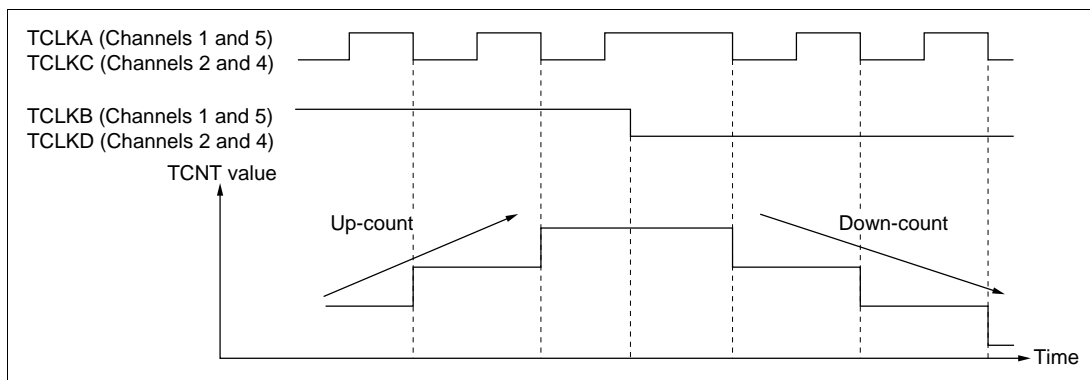 TCLKA (Channels 1 and 5)
TCLKC (Channels 2 and 4)
TCLKB (Channels 1 and 5)
TCLKD (Channels 2 and 4)
TCNT value
Up-count
Down-count
Time